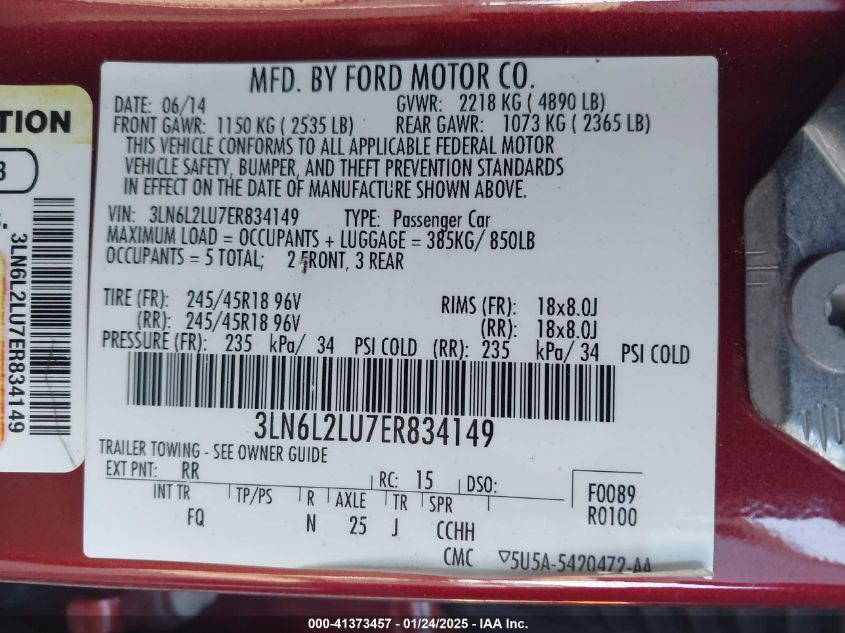 MFD. BY FORD MOTOR CO.
DATE: 06/14 GVWR: 2218 KG ( 4890 LB)
FRONT GAWR: 1150 KG ( 2535 LB) REAR GAWR: 1073 KG ( 2365 LB)
THIS VEHICLE CONFORMS TO ALL APPLICABLE FEDERAL MOTOR
VEHICLE SAFETY, BUMPER, AND THEFT PREVENTION STANDARDS
IN EFFECT ON THE DATE OF MANUFACTURE SHOWN ABOVE.
VIN: 3LN6L2LU7ER834149 TYPE: Passenger Car
MAXIMUM LOAD = OCCUPANTS + LUGGAGE = 385KG/ 850LB
OCCUPANTS = 5 TOTAL; 2 FRONT, 3 REAR
TIRE (FR): 245/45R18 96V RIMS (FR): 18x8.0J
(RR): 245/45R18 96V (RR): 18x8.0J
PRESSURE (FR): 235 kPa/ 34 PSI COLD (RR): 235 kPa/ 34 PSI COLD
3LN6L2LU7ER834149
TRAILER TOWING - SEE OWNER GUIDE
EXT PNT: RR RC: 15 DSO: F0089
INT TR TP/PS R AXLE TR SPR R0100
FQ N 25 J CCHH
CMC ▽5U5A-5420472-AA
TION
3
3LN6L2LU7ER834149
000-41373457 - 01/24/2025 - IAA Inc.